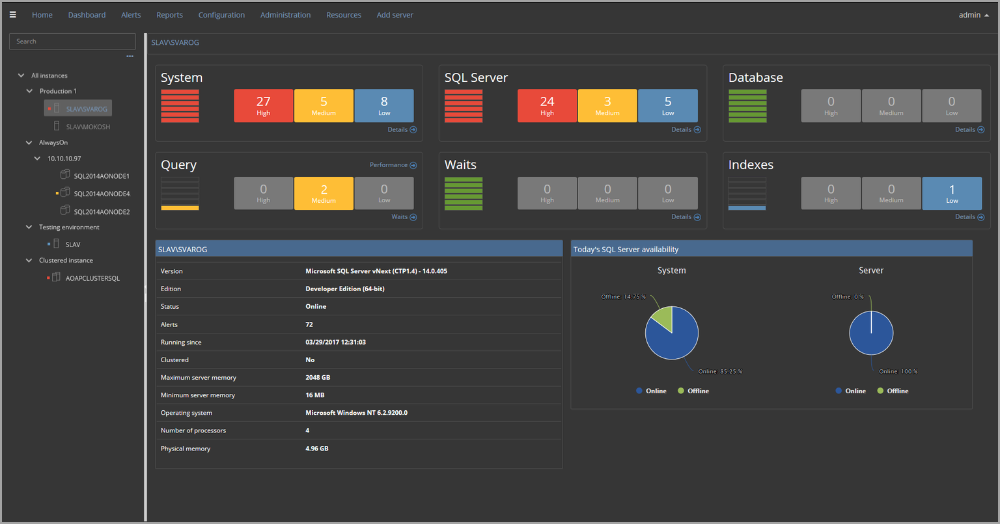 Home Dashboard Alerts Reports Configuration Administration Resources Add server admin
Search
All instances
Production 1
SLAV\SVAROG
SLAV\MOKOSH
AlwaysOn
10.10.10.97
SQL2014AONODE1
SQL2014AONODE4
SQL2014AONODE2
Testing environment
SLAV
Clustered instance
AOAPCLUSTERSQL
SLAV\SVAROG
System
27 5 8
High Medium Low
Details
SQL Server
24 3 5
High Medium Low
Details
Database
0 0 0
High Medium Low
Details
Query
Performance
0 2 0
High Medium Low
Waits
Waits
0 0 0
High Medium Low
Details
Indexes
0 0 1
High Medium Low
Details
SLAV\SVAROG
Version Microsoft SQL Server vNext (CTP1.4) - 14.0.405
Edition Developer Edition (64-bit)
Status Online
Alerts 72
Running since 03/29/2017 12:31:03
Clustered No
Maximum server memory 2048 GB
Minimum server memory 16 MB
Operating system Microsoft Windows NT 6.2.9200.0
Number of processors 4
Physical memory 4.96 GB
Today's SQL Server availability
System
Offline: 14.75 %
Online: 85.25 %
Online Offline
Server
Offline: 0 %
Online: 100 %
Online Offline